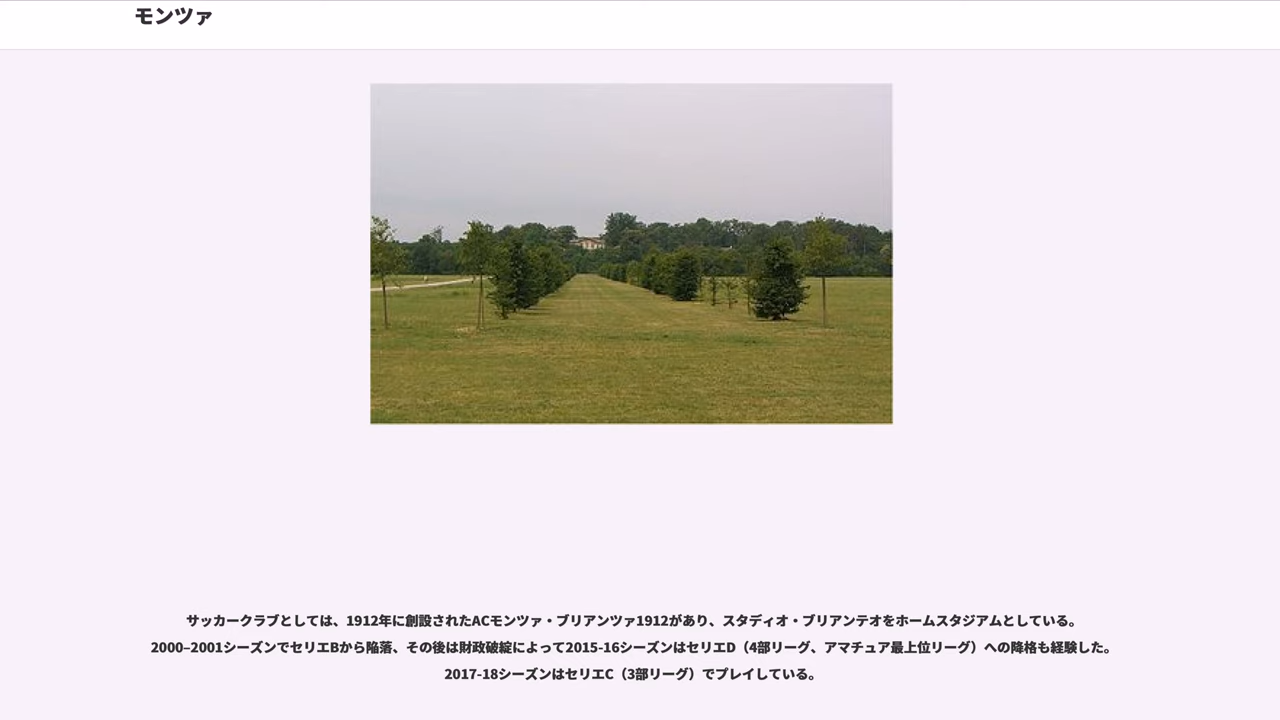 モンツァ
サッカークラブとしては、1912年に創設されたACモンツァ・ブリアンツァ1912があり、スタディオ・ブリアンテオをホームスタジアムとしている。
2000–2001シーズンでセリエBから陥落、その後は財政破綻によって2015-16シーズンはセリエD（4部リーグ、アマチュア最上位リーグ）への降格も経験した。
2017-18シーズンはセリエC（3部リーグ）でプレイしている。